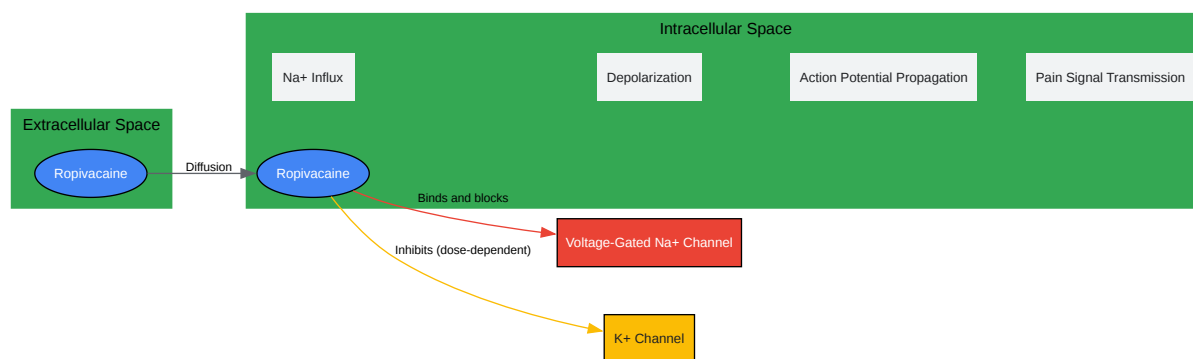 Intracellular Space
Na+ Influx
Depolarization
Action Potential Propagation
Pain Signal Transmission
Extracellular Space
Ropivacaine
Diffusion
Ropivacaine
Binds and blocks
Voltage-Gated Na+ Channel
Inhibits (dose-dependent)
K+ Channel